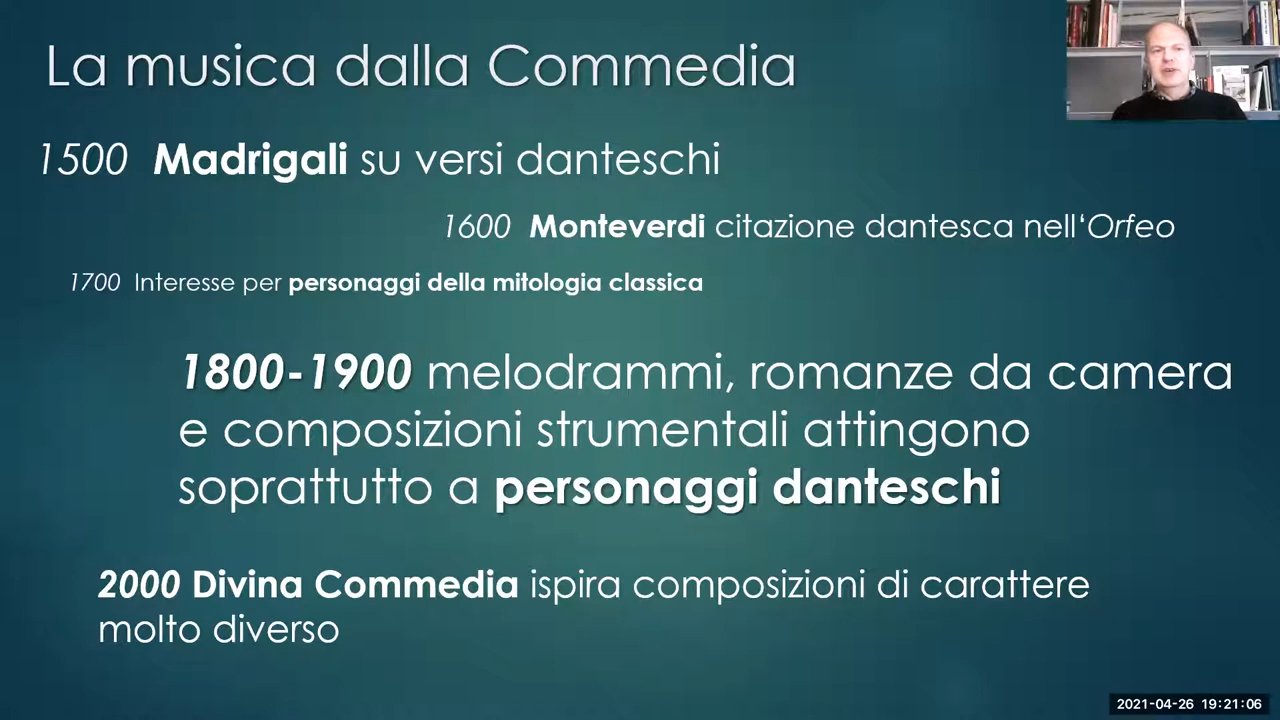 La musica dalla Commedia
1500 Madrigali su versi danteschi
1600 Monteverdi citazione dantesca nell‘Orfeo
1700 Interesse per personaggi della mitologia classica
1800-1900 melodrammi, romanze da camera
e composizioni strumentali attingono
soprattutto a personaggi danteschi
2000 Divina Commedia ispira composizioni di carattere
molto diverso
2021-04-26 19:21:06